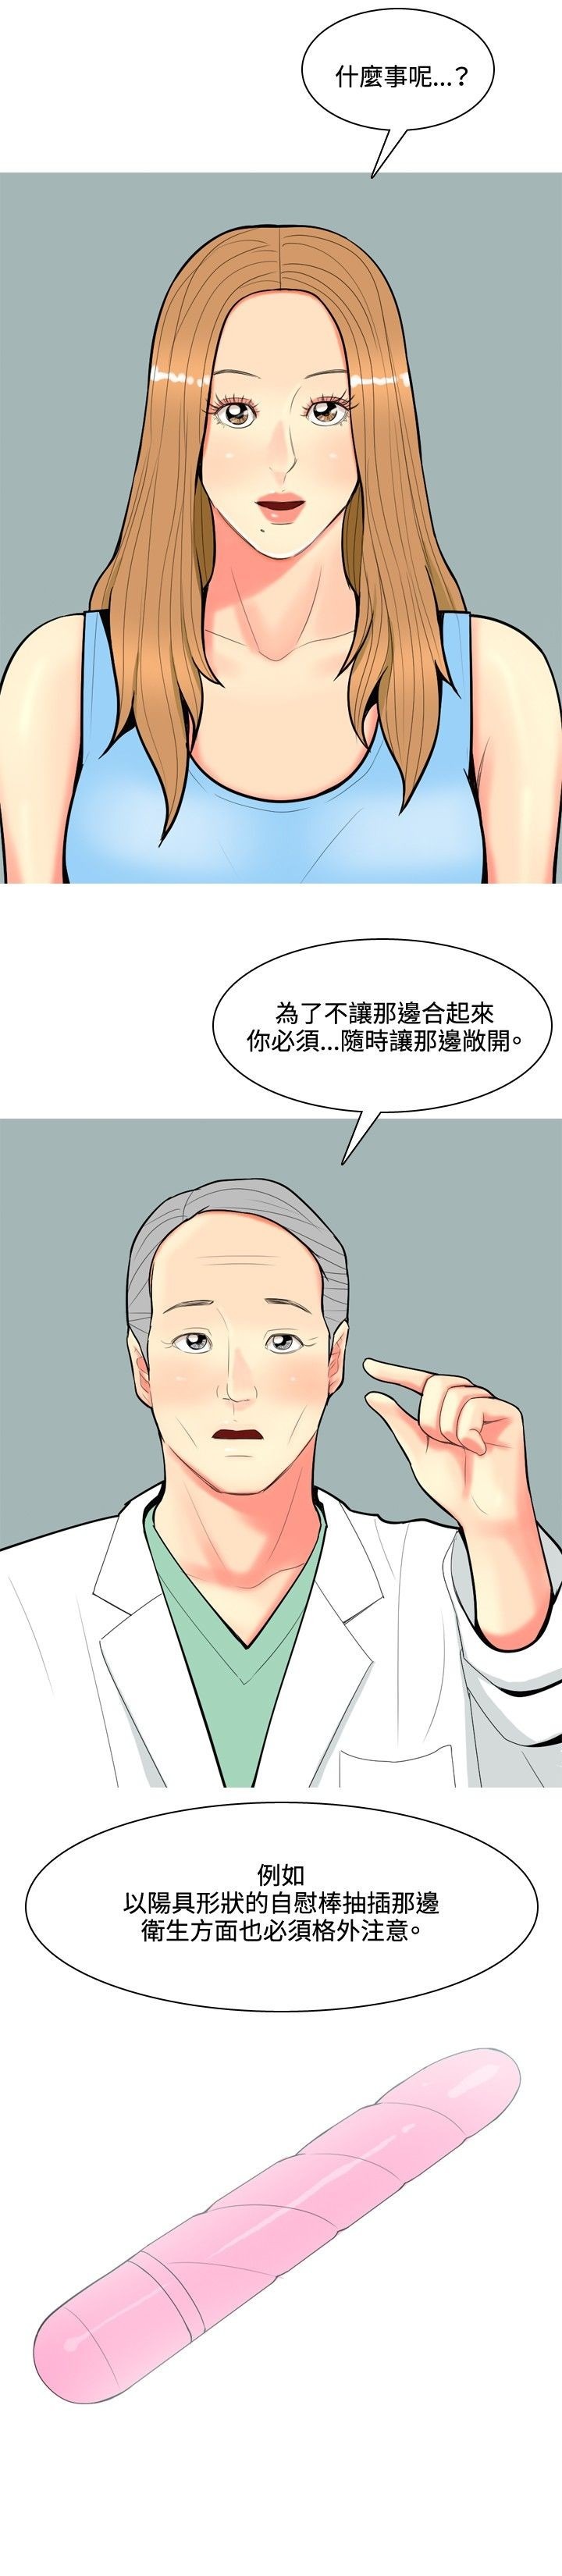 什麼事呢...？
為了不讓那邊合起來
你必須...隨時讓那邊敞開。
例如
以陽具形狀的自慰棒抽插那邊
衛生方面也必須格外注意。